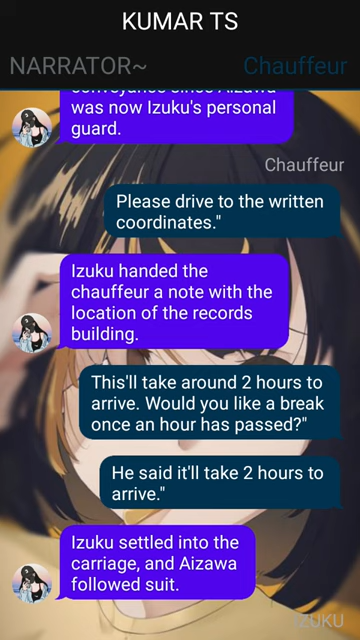 KUMAR TS
NARRATOR~
Chauffeur
conveyance since Aizawa
was now Izuku's personal
guard.
Chauffeur
Please drive to the written
coordinates."
Izuku handed the
chauffeur a note with the
location of the records
building.
This'll take around 2 hours to
arrive. Would you like a break
once an hour has passed?"
He said it'll take 2 hours to
arrive."
Izuku settled into the
carriage, and Aizawa
followed suit.
IZUKU